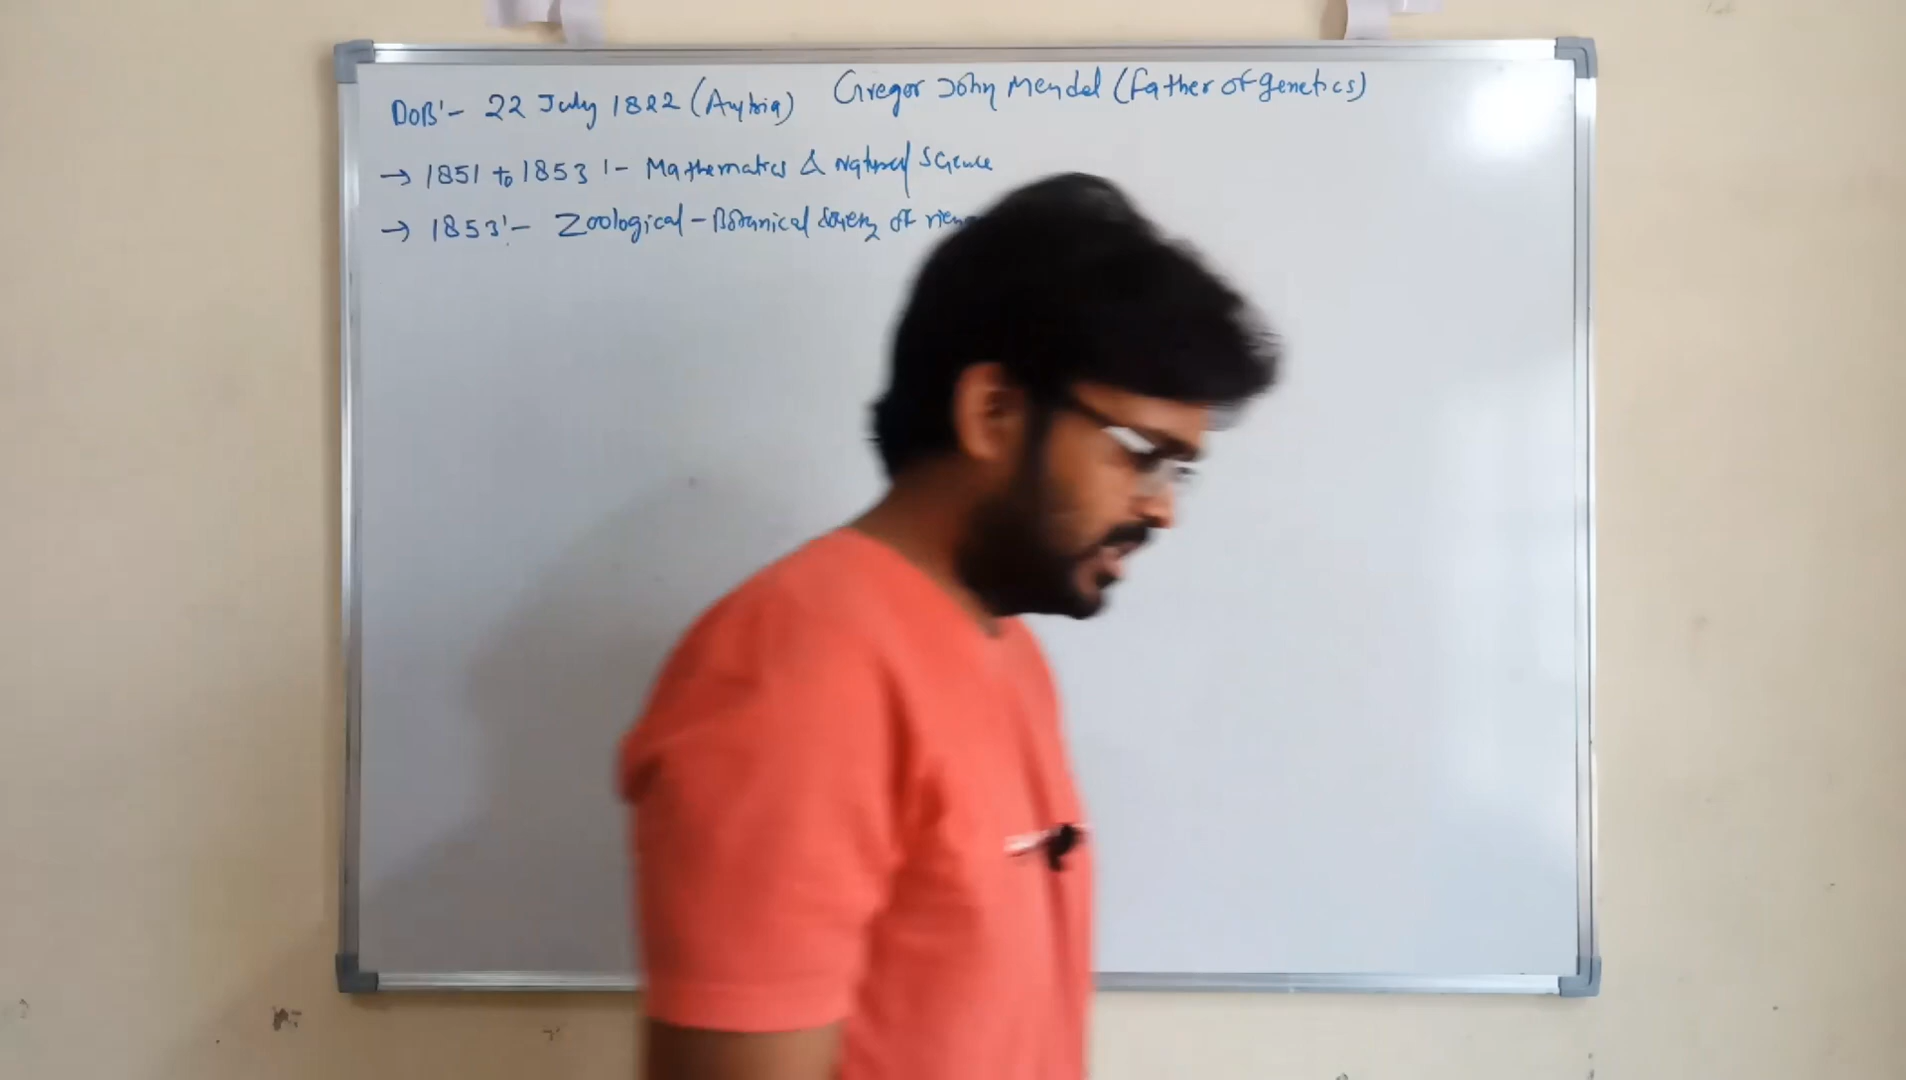 Gregor John Mendel (Father of genetics)
DOB:- 22 July 1822 (Austria)
→ 1851 to 1853 :- Mathematics & natural science
→ 1853:- Zoological-Botanical Society of